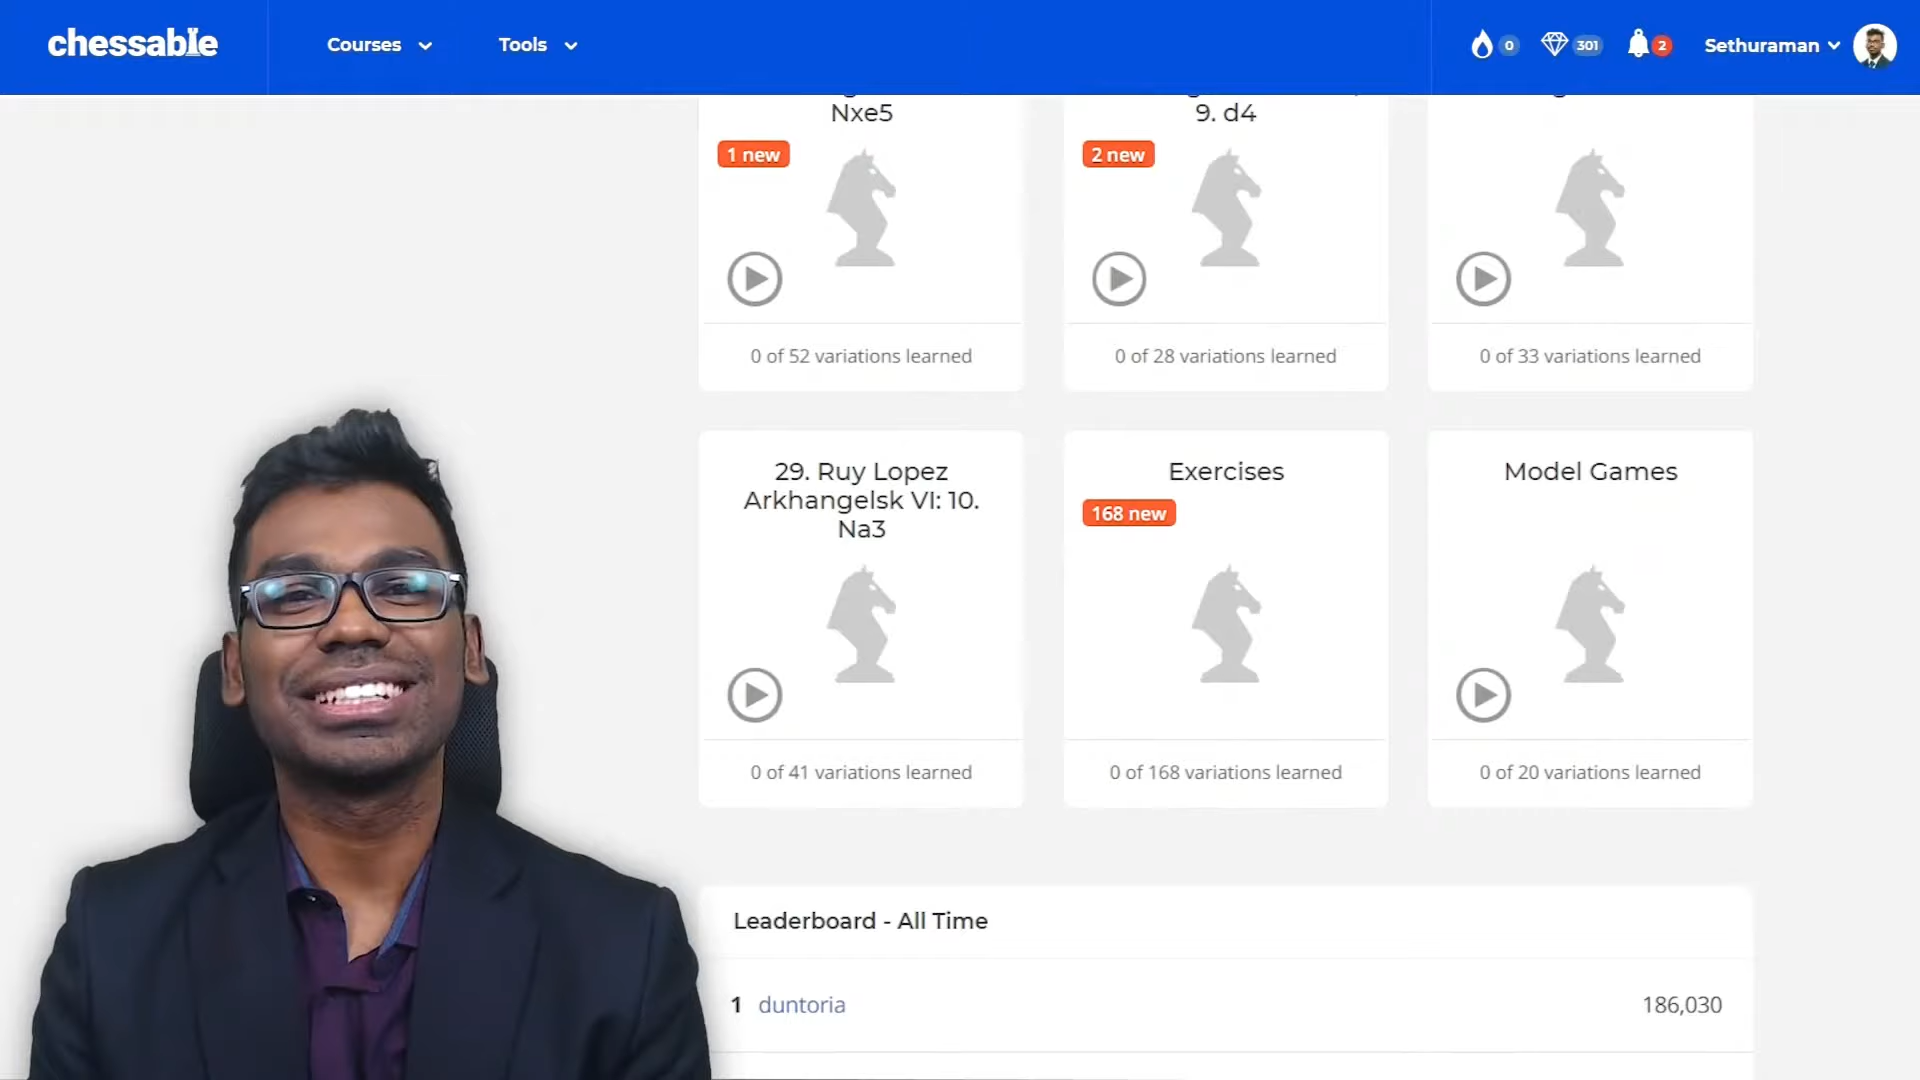 chessable
Courses
Tools
0
301
2
Sethuraman
Nxe5
1 new
0 of 52 variations learned
9. d4
2 new
0 of 28 variations learned
0 of 33 variations learned
29. Ruy Lopez
Arkhangelsk VI: 10.
Na3
0 of 41 variations learned
Exercises
168 new
0 of 168 variations learned
Model Games
0 of 20 variations learned
Leaderboard - All Time
1 duntoria 186,030